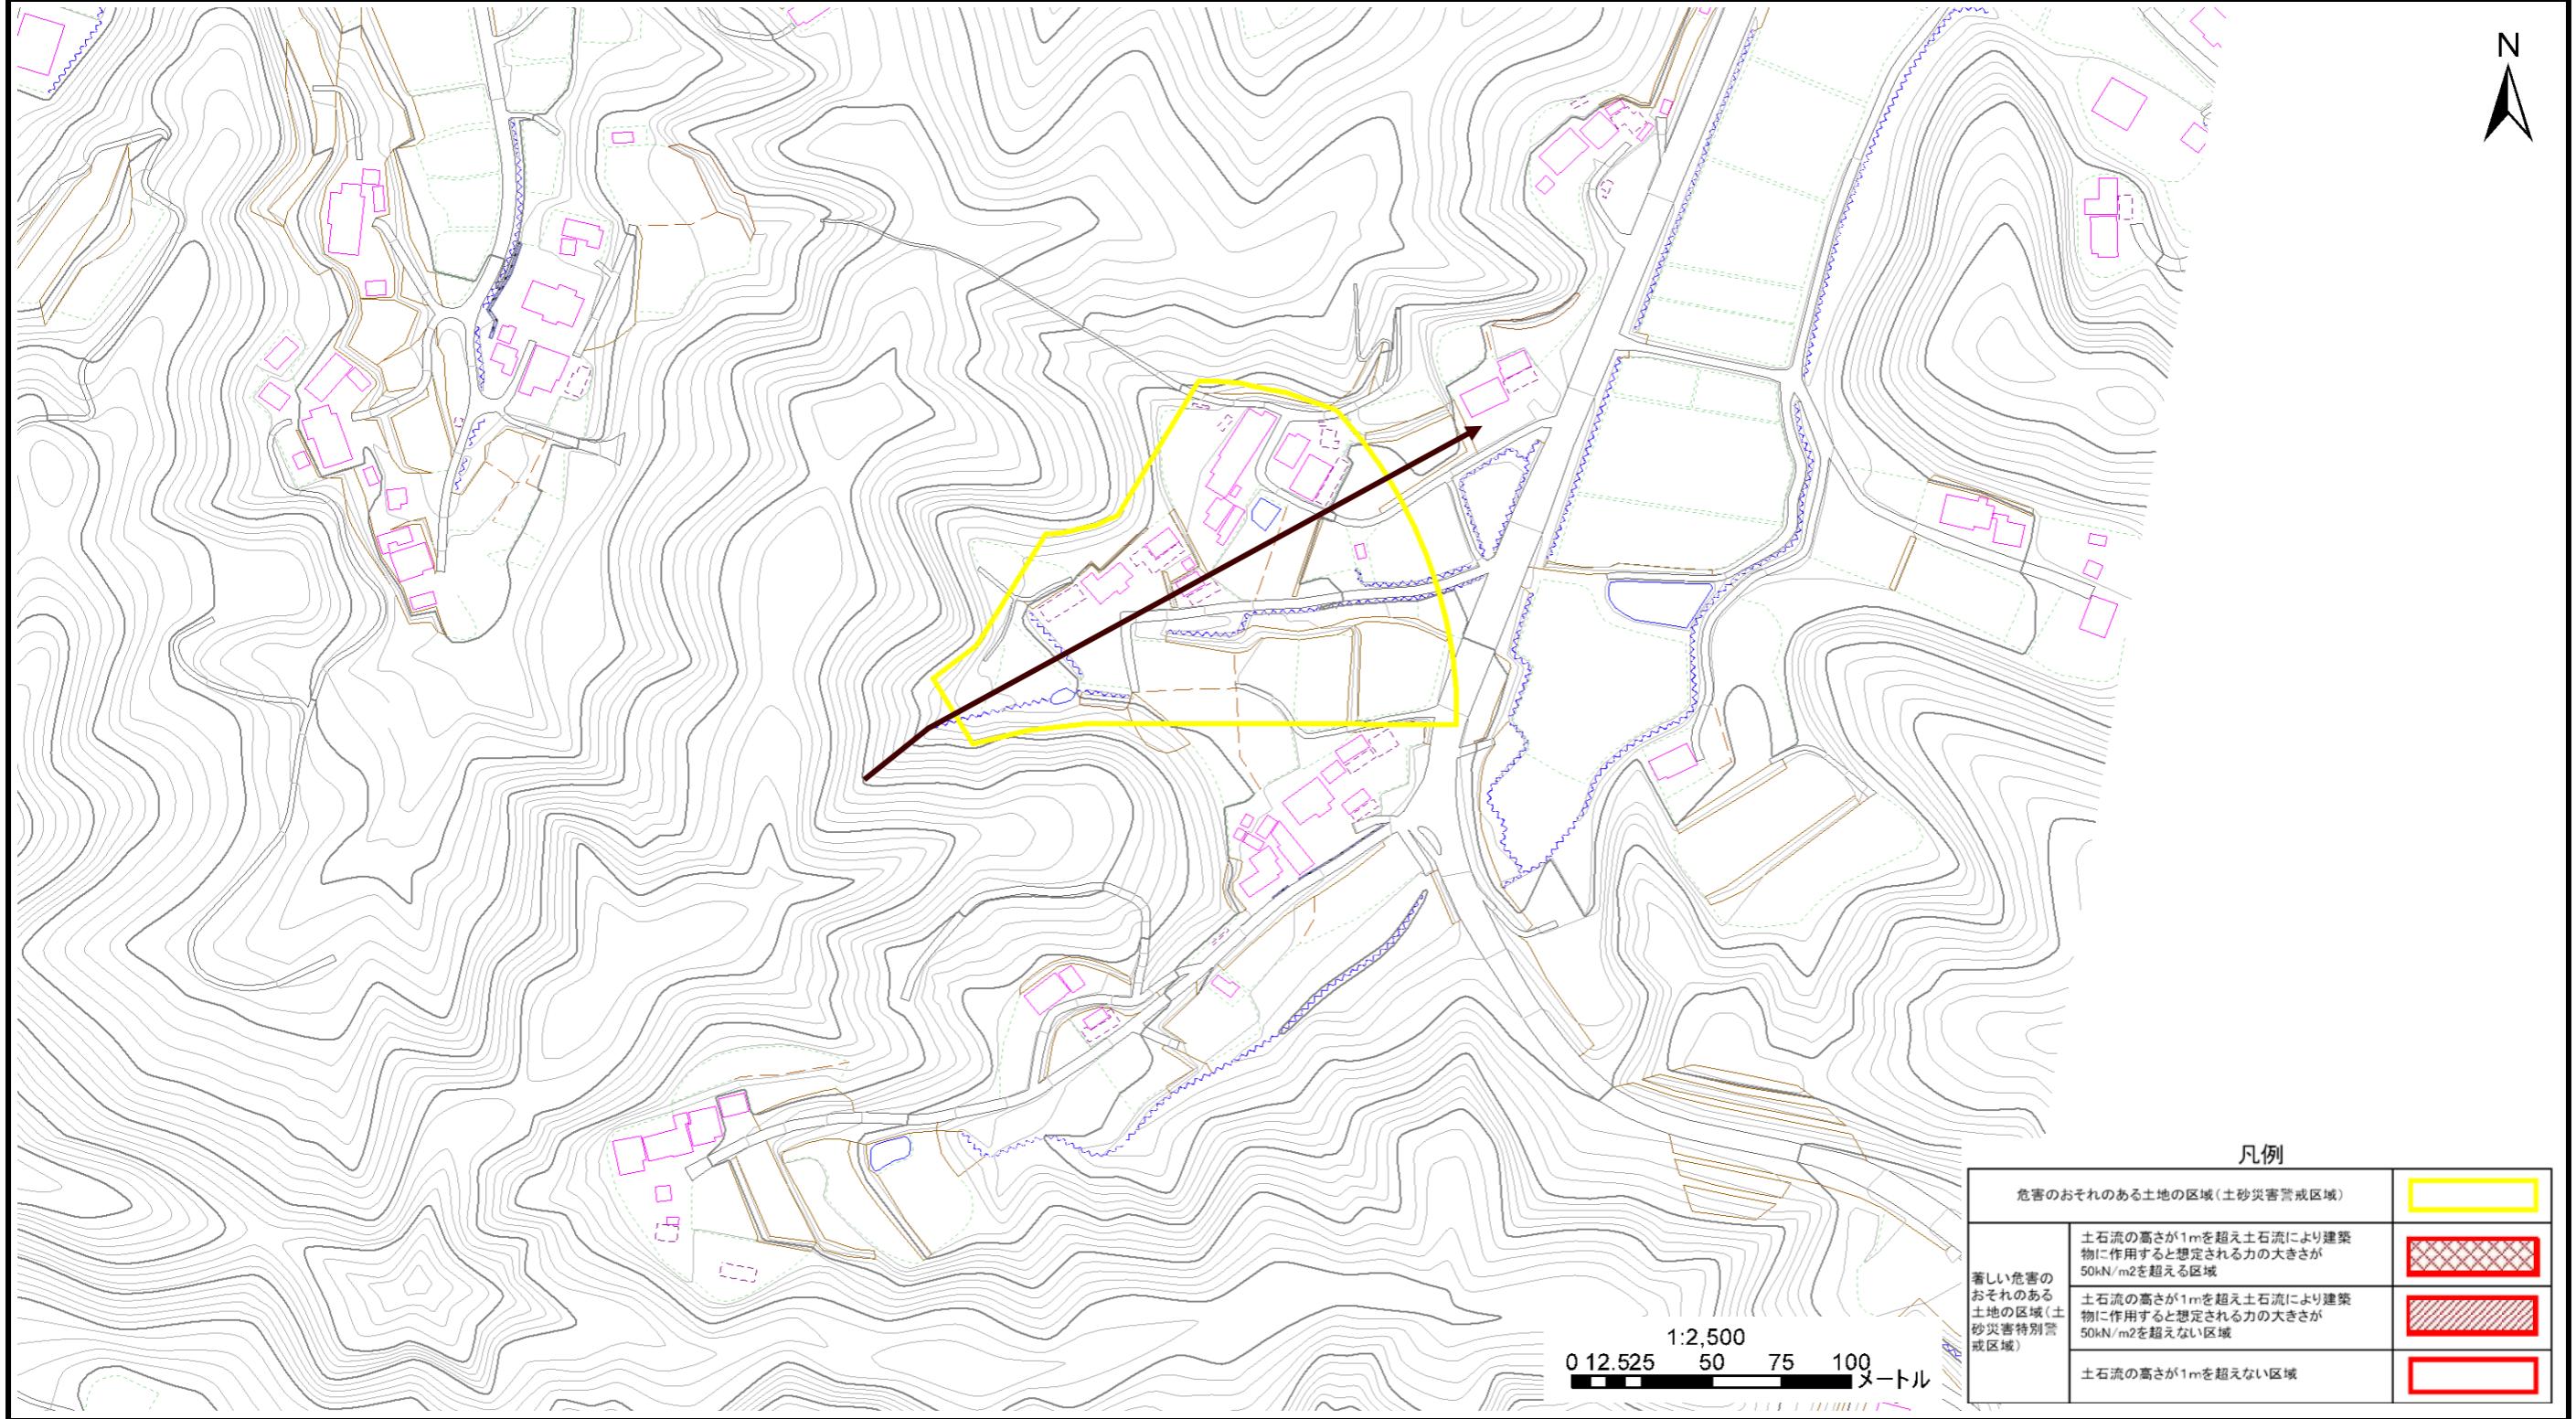 N
凡例
危害のおそれのある土地の区域(土砂災害警戒区域)
著しい危害の
おそれのある
土地の区域(土
砂災害特別警
戒区域)
土石流の高さが1mを超え土石流により建築
物に作用すると想定される力の大きさが
50kN/m2を超える区域
土石流の高さが1mを超え土石流により建築
物に作用すると想定される力の大きさが
50kN/m2を超えない区域
土石流の高さが1mを超えない区域
1:2,500
0 12.525 50 75 100
メートル